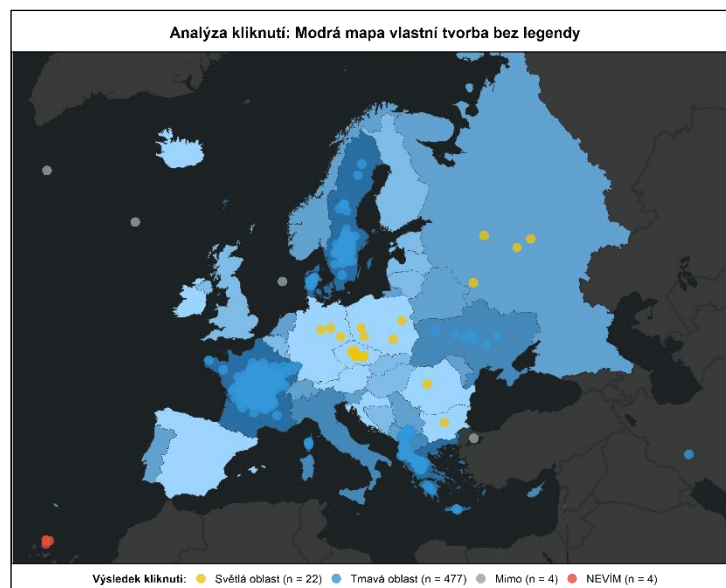 Analýza kliknutí: Modrá mapa vlastní tvorba bez legendy
Výsledek kliknutí: Světlá oblast (n = 22) Tmavá oblast (n = 477) Mimo (n = 4) NEVÍM (n = 4)